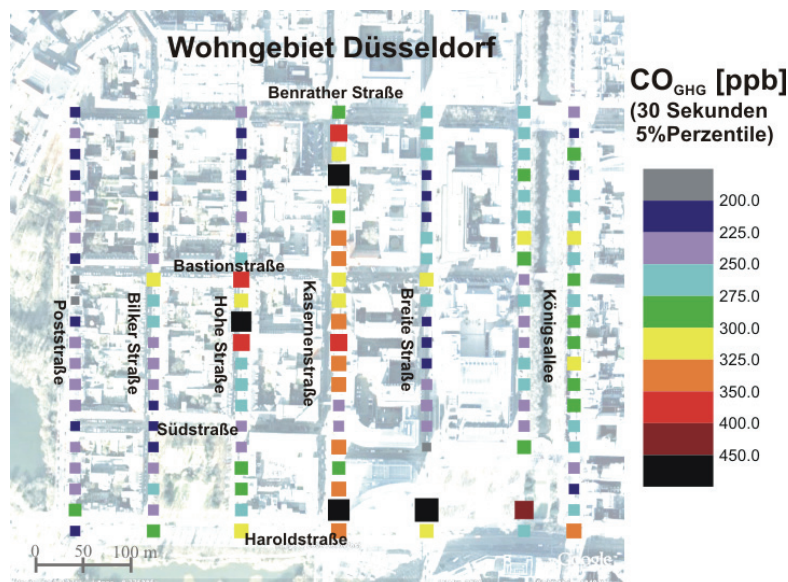 Wohngebiet Düsseldorf
Benrather Straße
Bastionstraße
Poststraße
Bilker Straße
Hohe Straße
Kasernenstraße
Breite Straße
Königsallee
Südstraße
Haroldstraße
0 50 100 m
Google
CO GHG [ppb]
(30 Sekunden
5%Perzentile)
200.0
225.0
250.0
275.0
300.0
325.0
350.0
400.0
450.0